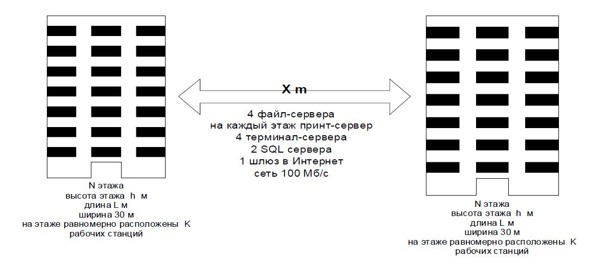 X m
4 файл-сервера
на каждый этаж принт-сервер
4 терминал-сервера
2 SQL сервера
1 шлюз в Интернет
сеть 100 Мб/с
N этажа
высота этажа h м
длина L м
ширина 30 м
на этаже равномерно расположены K
рабочих станций
N этажа
высота этажа h м
длина L м
ширина 30 м
на этаже равномерно расположены K
рабочих станций